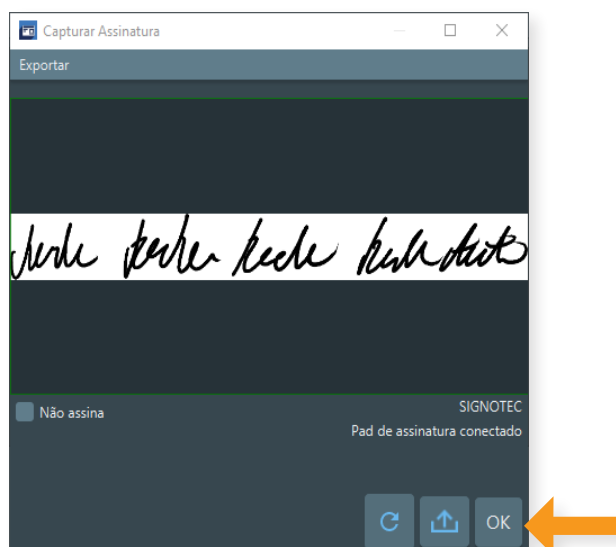 Capturar Assinatura
Exportar
Não assina
SIGNOTEC
Pad de assinatura conectado
OK